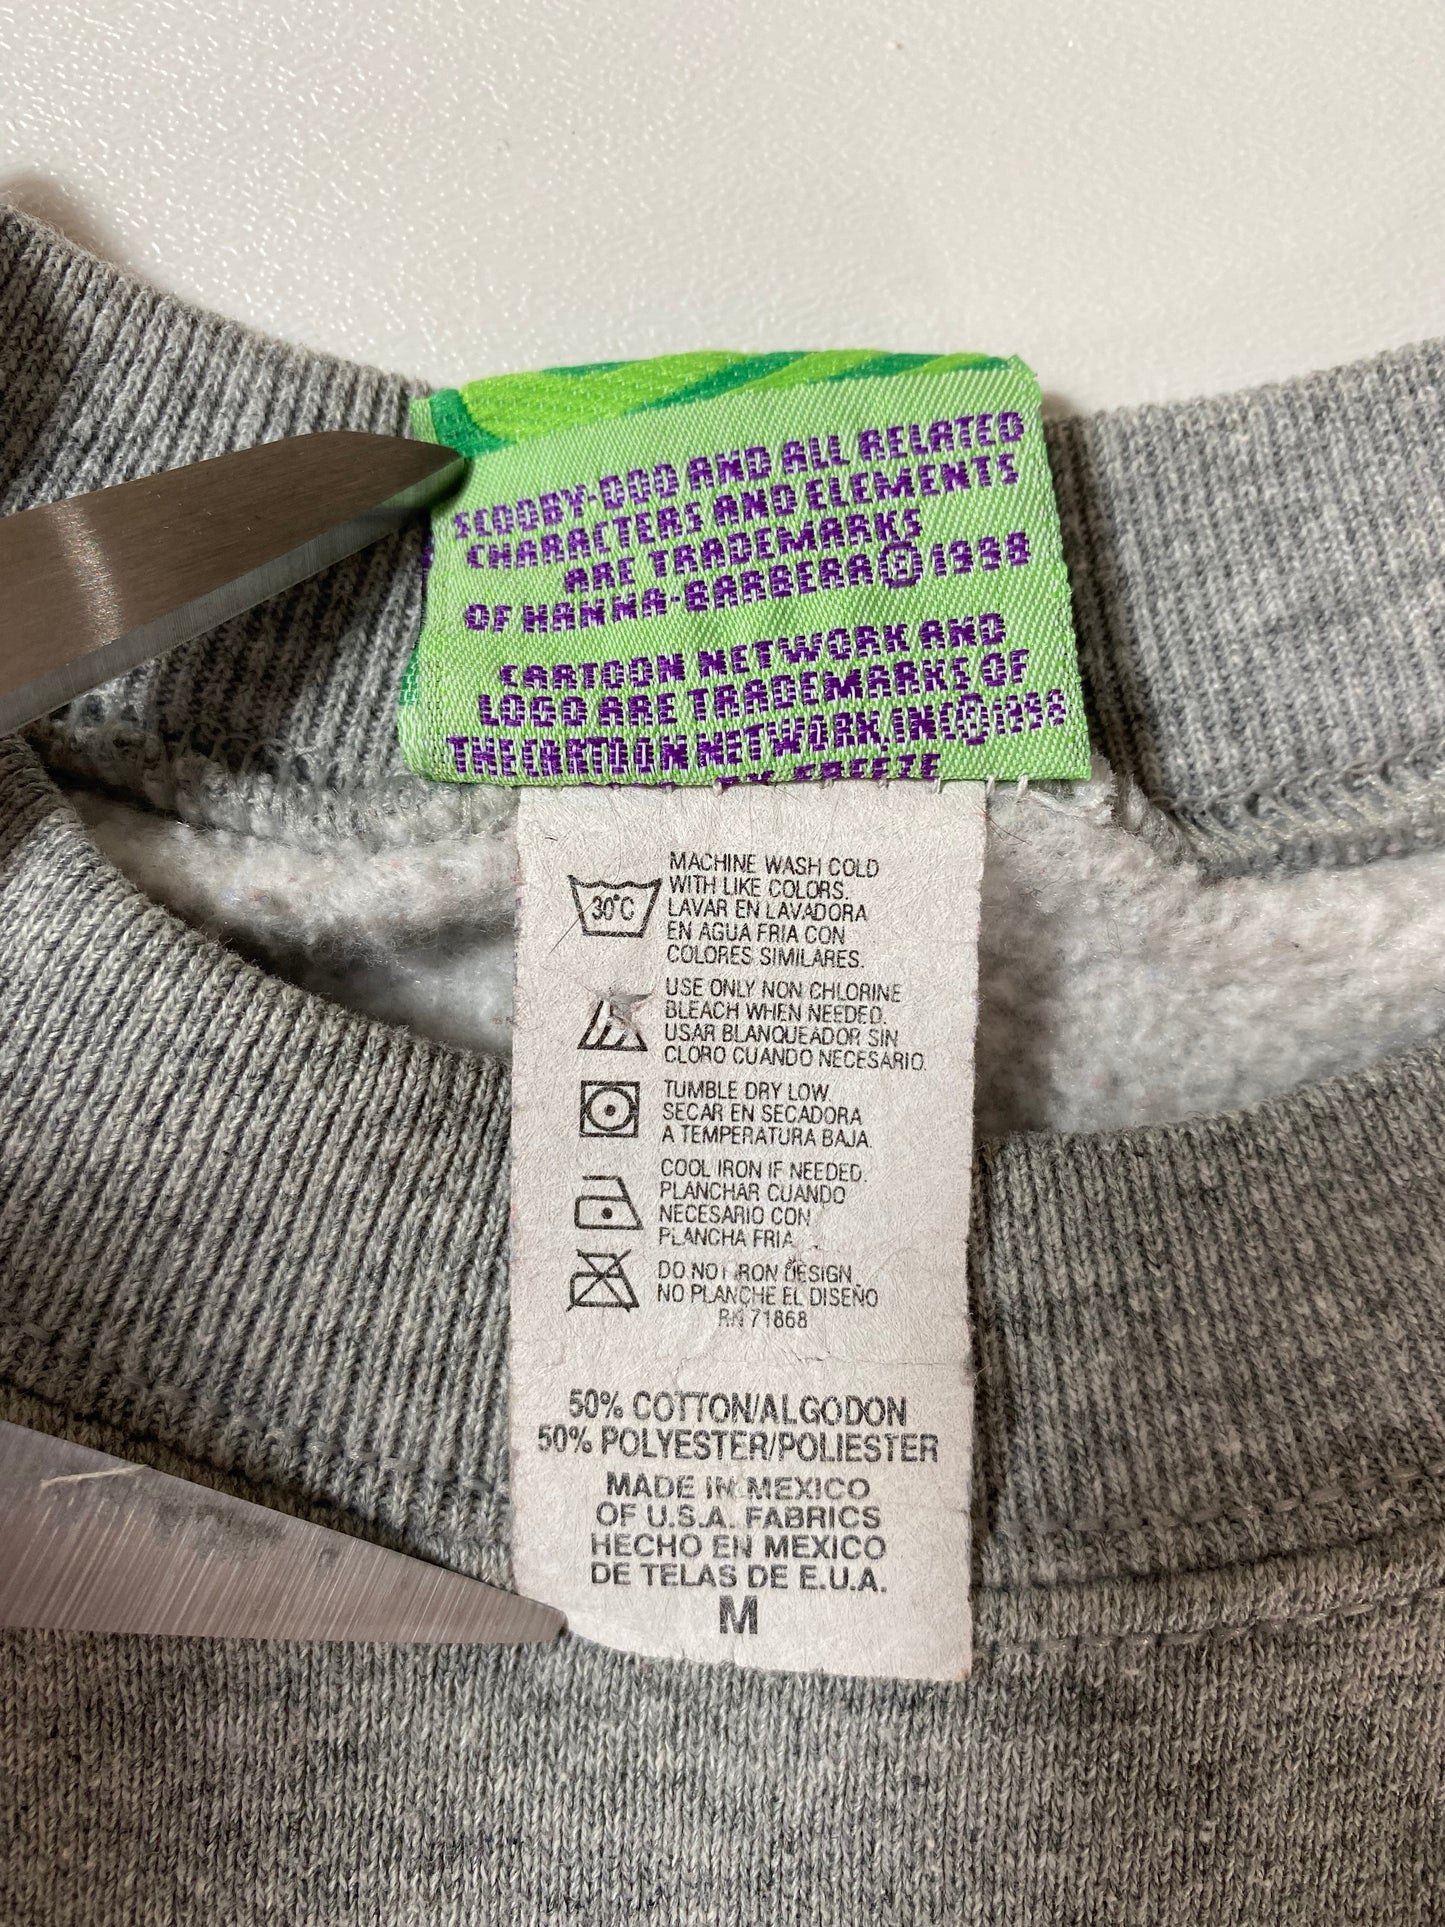 SCOOBY-DOO AND ALL RELATED
CHARACTERS AND ELEMENTS
ARE TRADEMARKS
OF HANNA-BARBERA © 1998
CARTOON NETWORK AND
LOGO ARE TRADEMARKS OF
THE CARTOON NETWORK, INC © 1998
FREEZE
30°C
MACHINE WASH COLD
WITH LIKE COLORS.
LAVAR EN LAVADORA
EN AGUA FRIA CON
COLORES SIMILARES.
USE ONLY NON CHLORINE
BLEACH WHEN NEEDED.
USAR BLANQUEADOR SIN
CLORO CUANDO NECESARIO.
TUMBLE DRY LOW.
SECAR EN SECADORA
A TEMPERATURA BAJA.
COOL IRON IF NEEDED.
PLANCHAR CUANDO
NECESARIO CON
PLANCHA FRIA.
DO NOT IRON DESIGN.
NO PLANCHE EL DISEÑO
RN 71868
50% COTTON/ALGODON
50% POLYESTER/POLIESTER
MADE IN MEXICO
OF U.S.A. FABRICS
HECHO EN MEXICO
DE TELAS DE E.U.A.
M